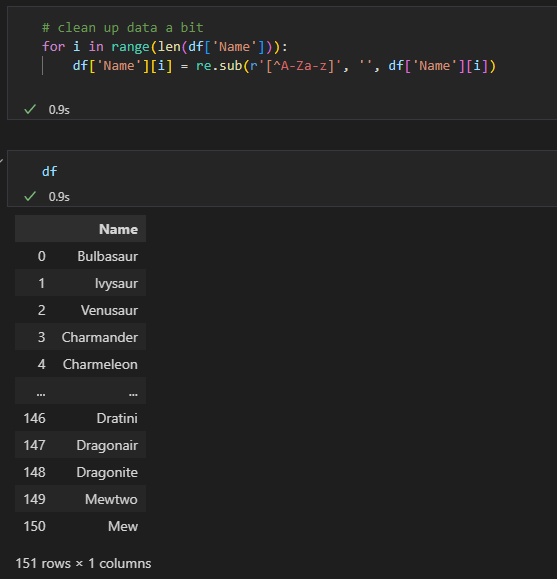 # clean up data a bit
for i in range(len(df['Name'])):
    df['Name'][i] = re.sub(r'[^A-Za-z]', '', df['Name'][i])
0.9s
df
0.9s
Name
0 Bulbasaur
1 Ivysaur
2 Venusaur
3 Charmander
4 Charmeleon
... ...
146 Dratini
147 Dragonair
148 Dragonite
149 Mewtwo
150 Mew
151 rows × 1 columns